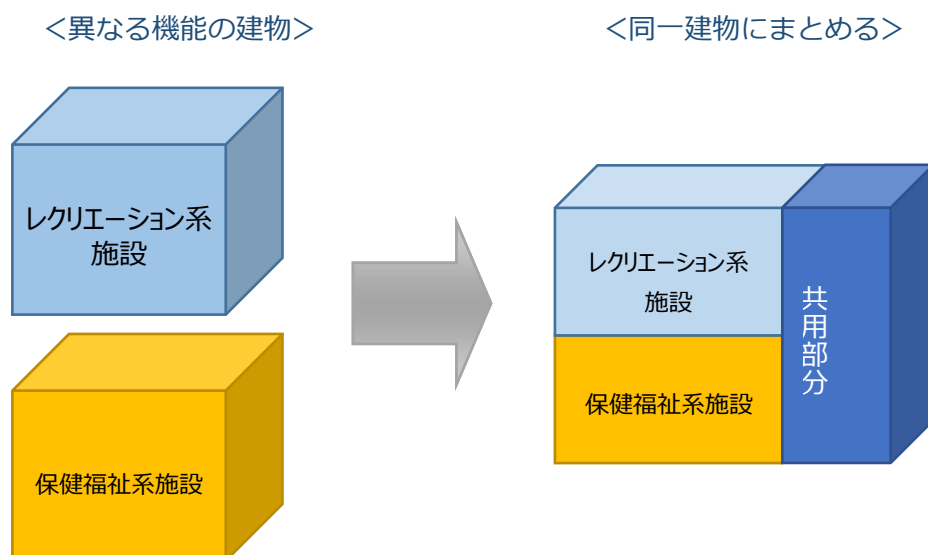 <異なる機能の建物>
<同一建物にまとめる>
レクリエーション系
施設
保健福祉系施設
レクリエーション系
施設
保健福祉系施設
共用部分